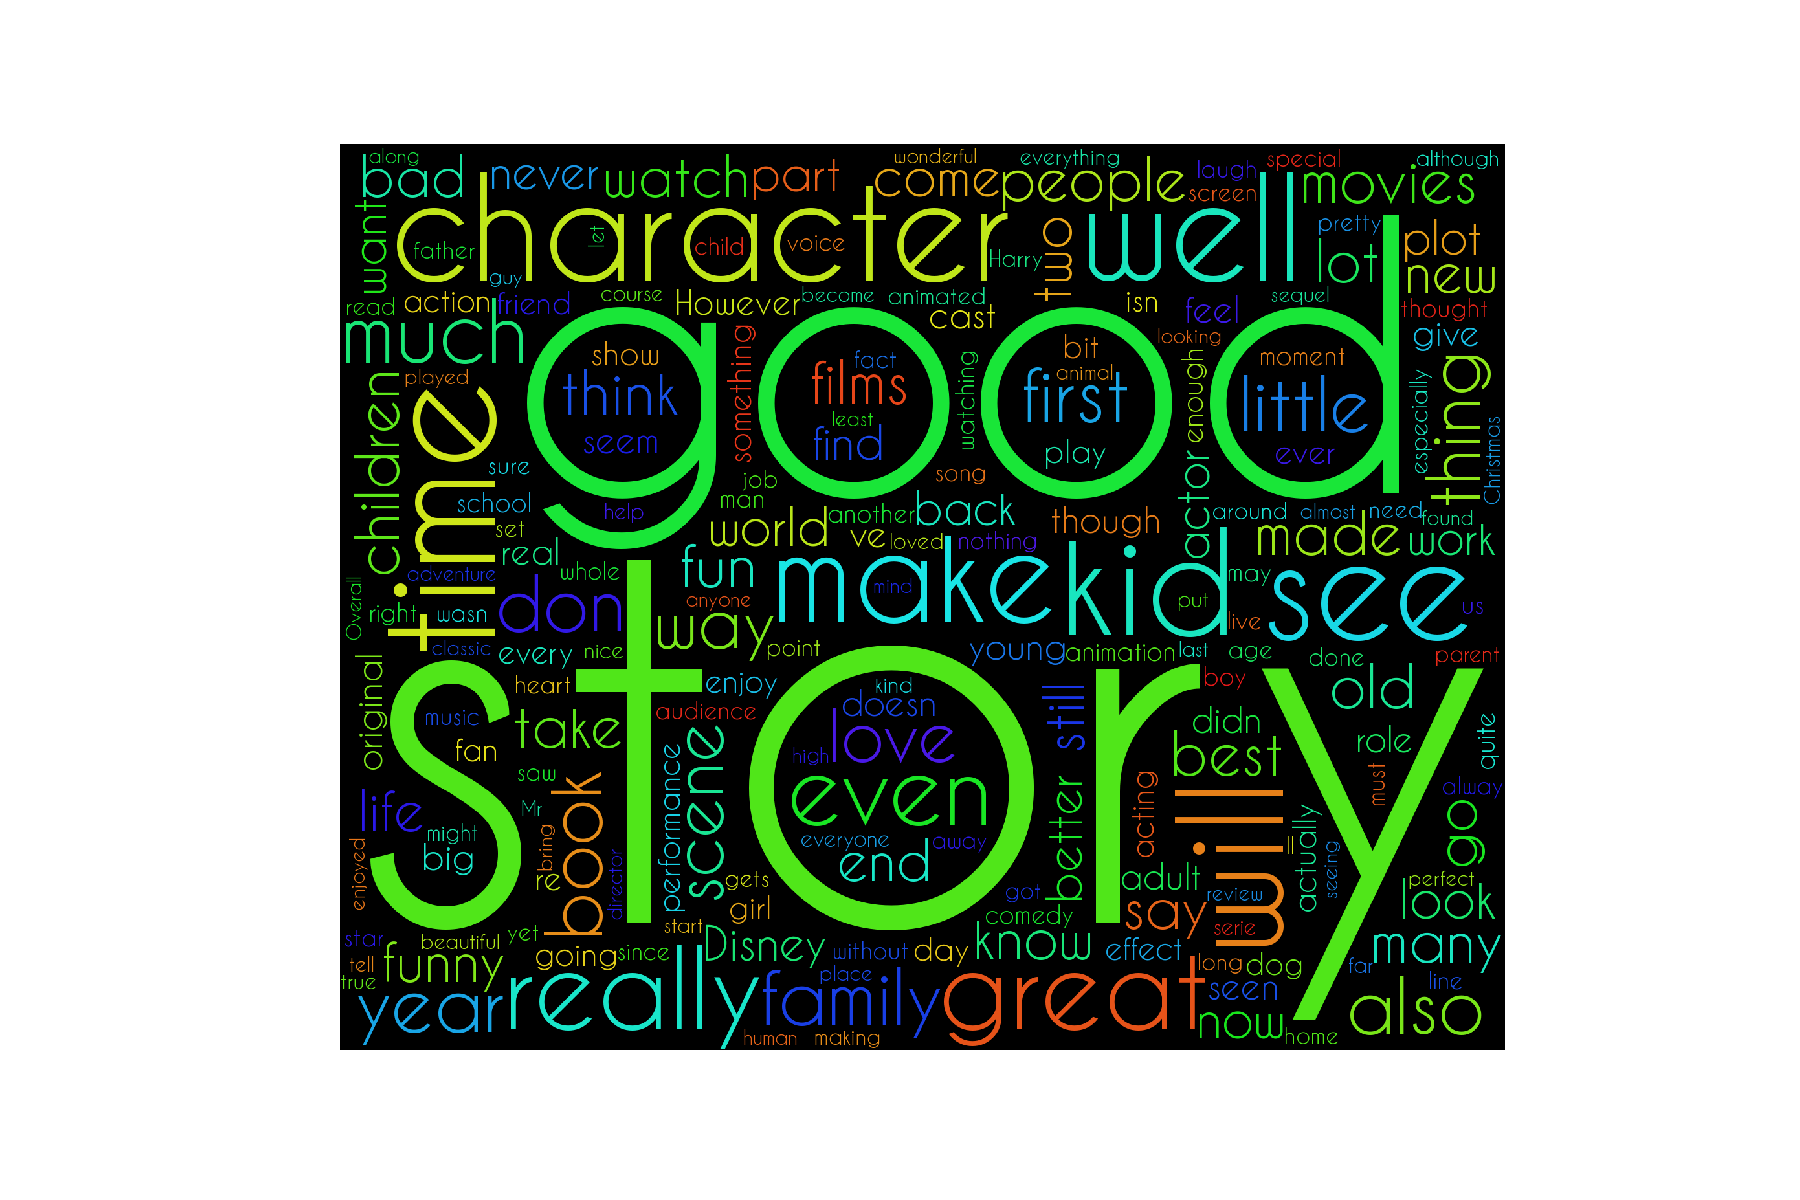 along
bad
never
watch
part
wonderful
come
everything
people
laugh
screen
special
movies
although
want
father
character
let
child
voice
Harry
two
well
pretty
lot
plot
new
guy
read
action
friend
course
However
become
animated
cast
isn
feel
sequel
thought
much
good
show
think
seem
something
films
fact
least
find
watching
bit
animal
first
play
looking
enough
actor
moment
little
ever
give
especially
thing
Christmas
played
children
time
sure
school
set
help
job
man
song
world
another
back
though
around
almost
need
found
real
ve
loved
nothing
made
work
adventure
whole
fun
make
mind
kid
put
may
see
us
Overall
right
wasn
don
anyone
way
live
classic
every
nice
point
young
animation
last
age
done
parent
original
story
heart
enjoy
kind
boy
old
music
fan
take
audience
doesn
love
high
still
didn
best
role
quite
saw
performance
scene
even
everyone
away
end
better
acting
will
ll
actually
seeing
must
alway
go
life
might
big
Mr
book
bring
re
director
enjoyed
gets
girl
got
adult
review
perfect
look
star
beautiful
yet
start
comedy
say
serie
tell
funny
going
since
Disney
without
day
know
effect
long
dog
far
many
true
year
really
place
family
great
seen
line
now
also
human
making
home